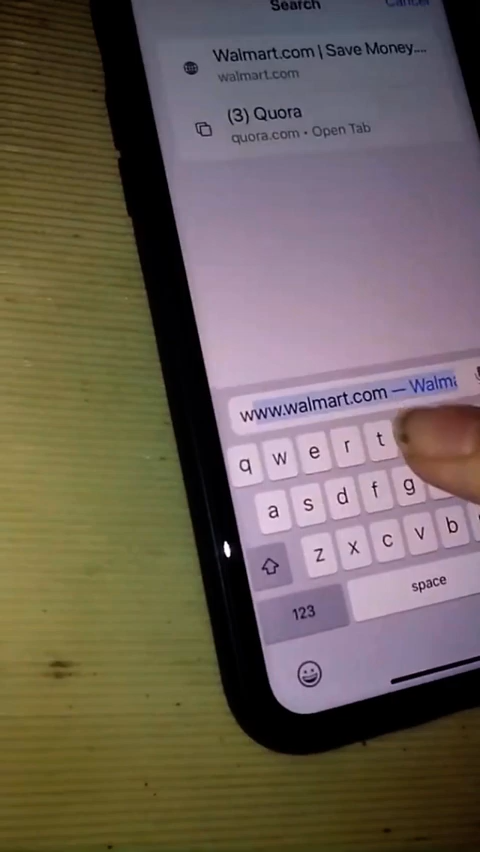 Search
Cancel
Walmart.com | Save Money....
walmart.com
(3) Quora
quora.com • Open Tab
www.walmart.com — Walma
q w e r t
a s d f g
z x c v b
123 space